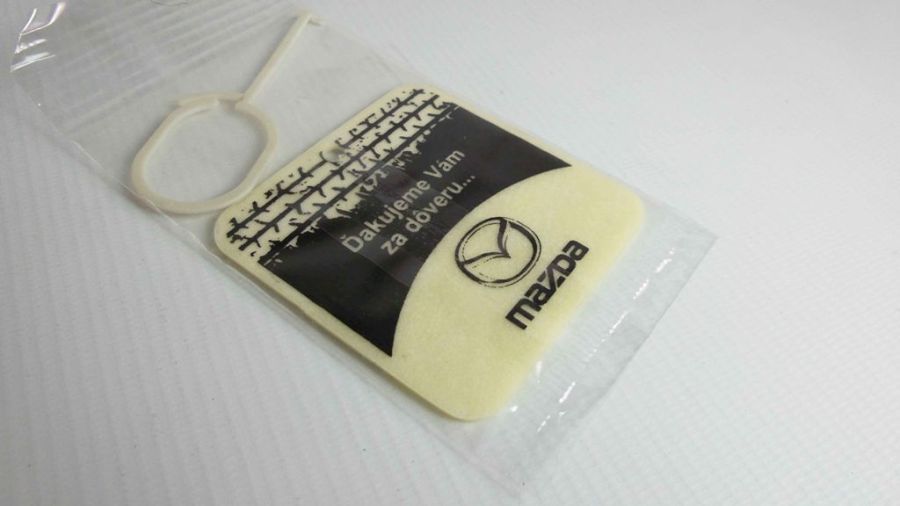 Ďakujeme Vám
za dôveru...
mazda